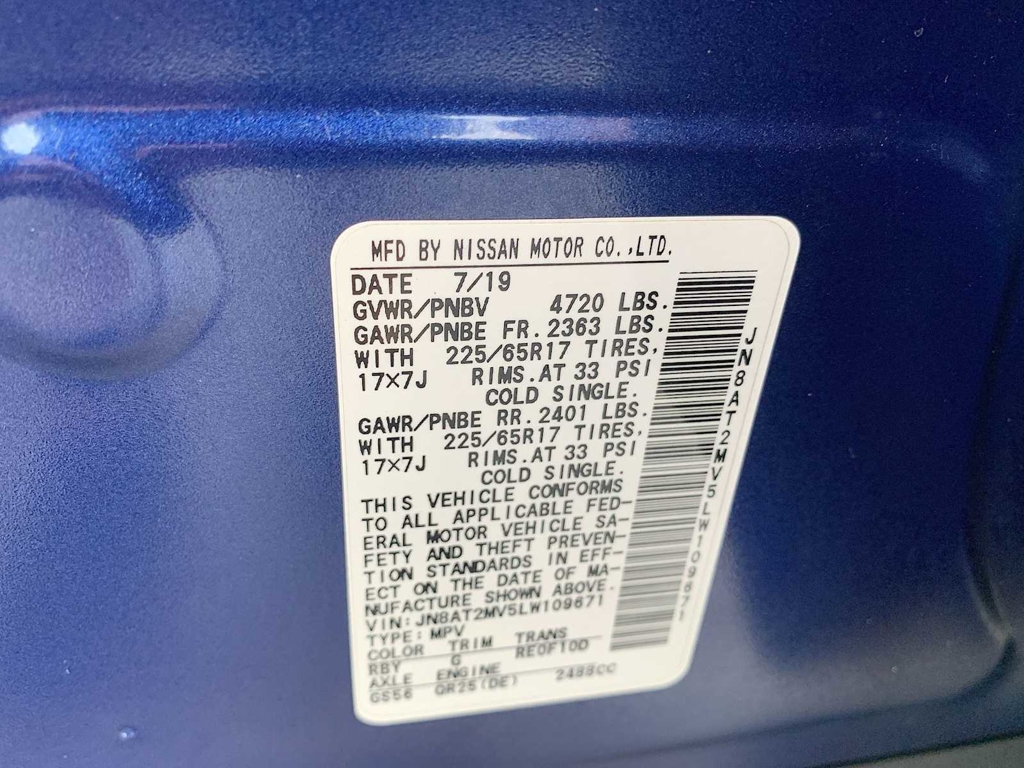 MFD BY NISSAN MOTOR CO.,LTD.
DATE 7/19
GVWR/PNBV 4720 LBS.
GAWR/PNBE FR.2363 LBS.
WITH 225/65R17 TIRES,
17×7J RIMS.AT 33 PSI
COLD SINGLE.
GAWR/PNBE RR.2401 LBS.
WITH 225/65R17 TIRES,
17×7J RIMS.AT 33 PSI
COLD SINGLE.
THIS VEHICLE CONFORMS
TO ALL APPLICABLE FED-
ERAL MOTOR VEHICLE SA-
FETY AND THEFT PREVEN-
TION STANDARDS IN EFF-
ECT ON THE DATE OF MA-
NUFACTURE SHOWN ABOVE.
VIN:JN8AT2MV5LW109671
TYPE:MPV
COLOR TRIM TRANS
RBY G RE0F10D
AXLE ENGINE
GS56 QR25(DE) 2488CC
JN8AT2MV5LW109671